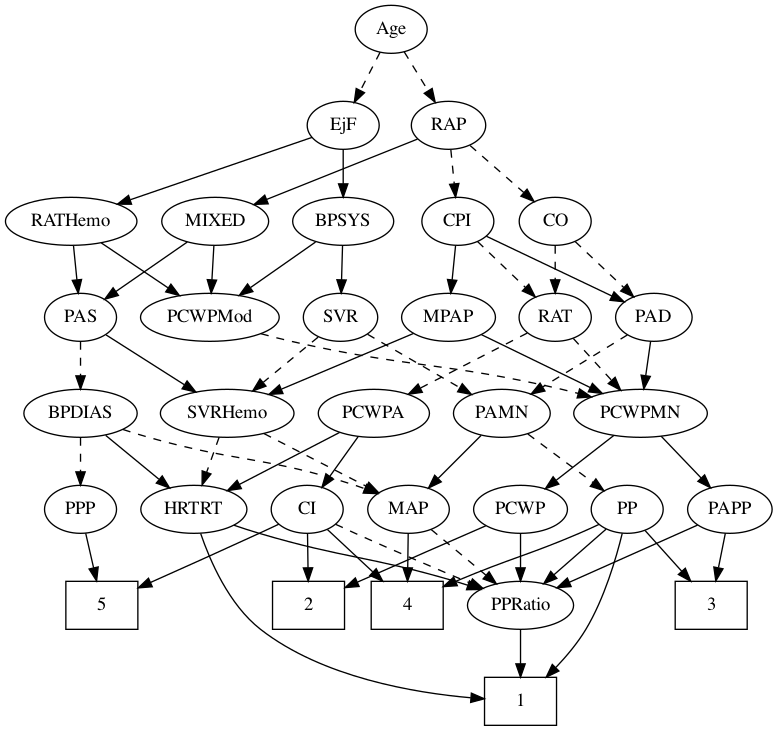 Age
EjF RAP
RATHemo MIXED BPSYS CPI CO
PAS PCWPMod SVR MPAP RAT PAD
BPDIAS SVRHemo PCWPA PAMN PCWPMN
PPP HRTRT CI MAP PCWP PP PAPP
5 2 4 PPRatio 3
1